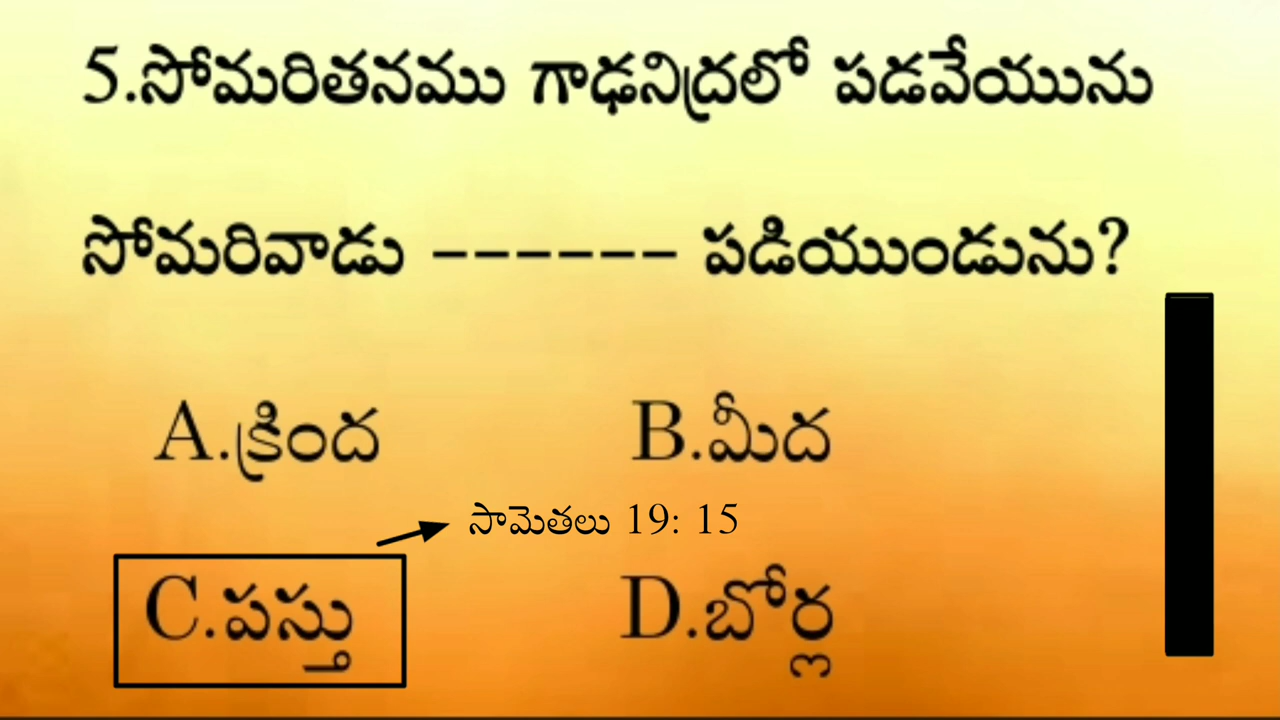 5.సోమరితనము గాఢనిద్రలో పడవేయును
సోమరివాడు ------ పడియుండును?
A.క్రింద B.మీద
సామెతలు 19: 15
C.పస్తు D.బోర్ల